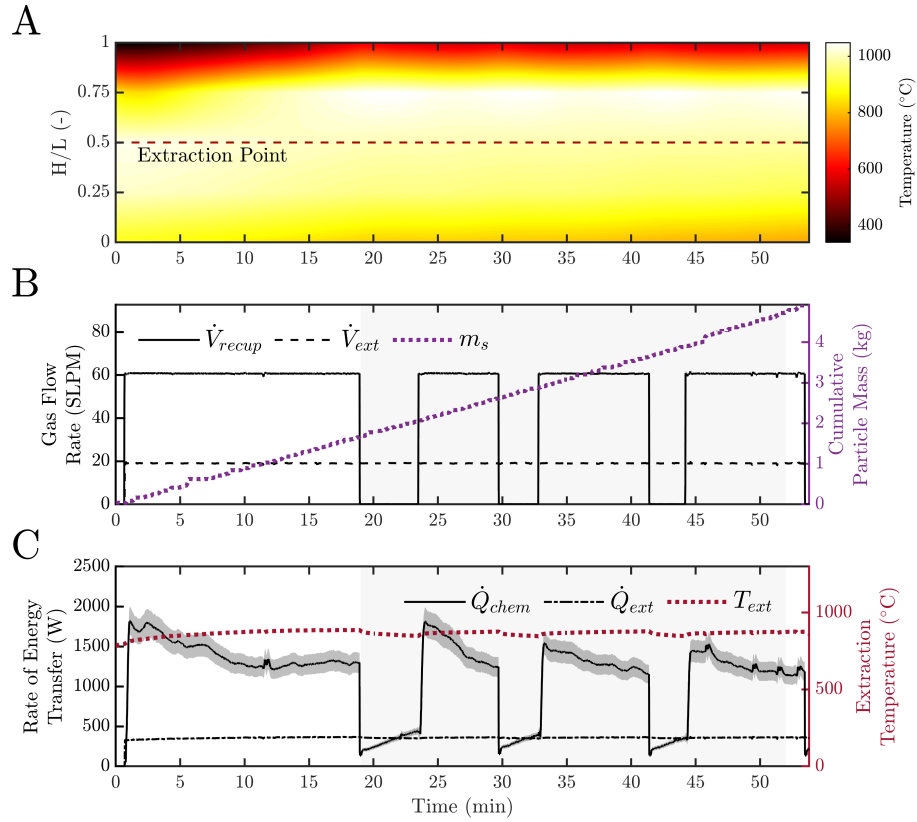 A
1
0.75
0.5
0.25
0
H/L (-)
Extraction Point
0 5 10 15 20 25 30 35 40 45 50
1000
800
600
400
Temperature (°C)
B
80
60
40
20
0
Gas Flow
Rate (SLPM)
V̇recup V̇ext ms
4
3
2
1
0
Cumulative
Particle Mass (kg)
0 5 10 15 20 25 30 35 40 45 50
C
2500
2000
1500
1000
500
0
Rate of Energy
Transfer (W)
Q̇chem Q̇ext Text
1000
500
0
Extraction
Temperature (°C)
0 5 10 15 20 25 30 35 40 45 50
Time (min)